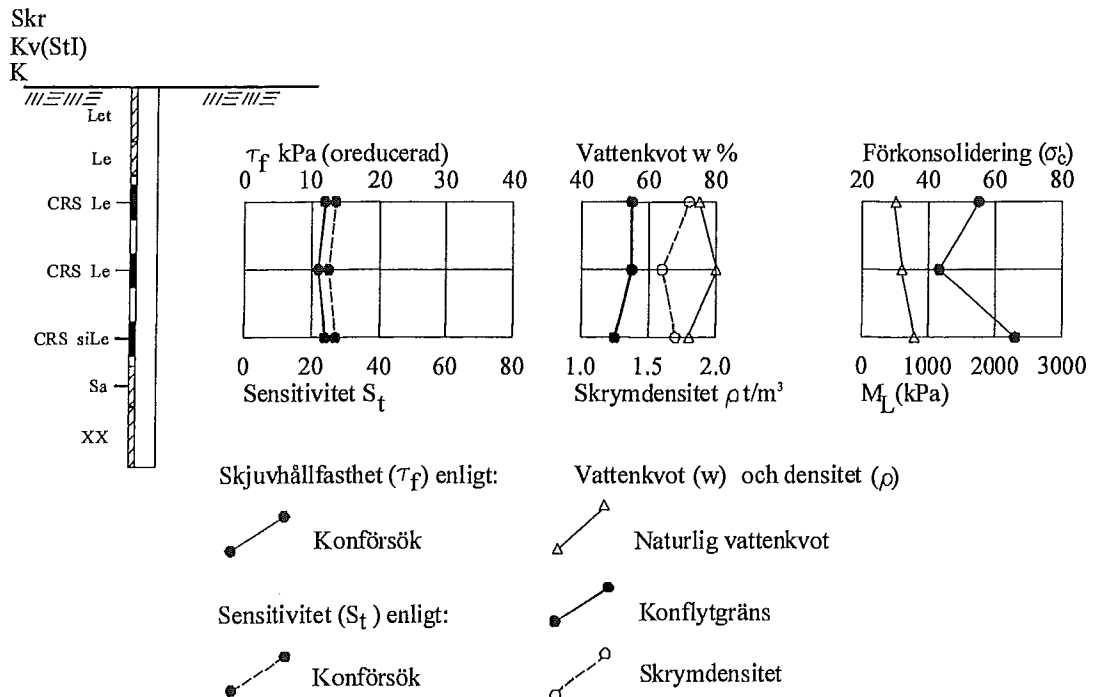 Skr
Kv(StI)
K
Let
Le
CRS Le
CRS Le
CRS siLe
Sa
XX
τf kPa (oreducerad)
0 10 20 30 40
0 20 40 60 80
Sensitivitet St
Vattenkvot w %
40 60 80
1.0 1.5 2.0
Skrymdensitet ρ t/m³
Förkonsolidering (σ'c)
20 40 60 80
0 1000 2000 3000
ML (kPa)
Skjuvhållfasthet (τf) enligt:
Konförsök
Sensitivitet (St) enligt:
Konförsök
Vattenkvot (w) och densitet (ρ)
Naturlig vattenkvot
Konflytgräns
Skrymdensitet